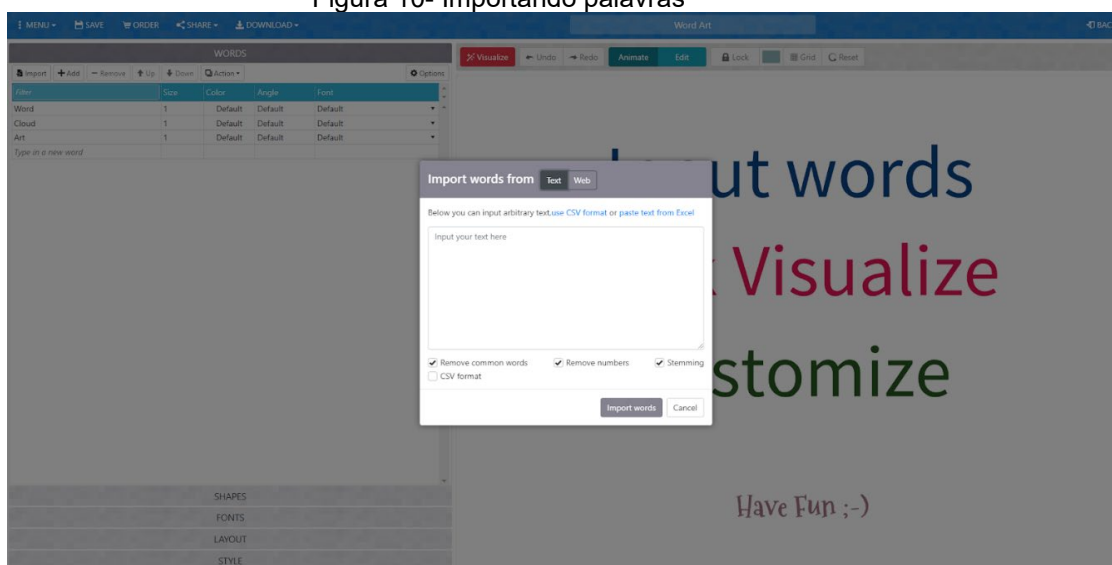 Figura 10- Importando palavras
MENU SAVE ORDER SHARE DOWNLOAD Word Art
WORDS
Visualize Undo Redo Animate Edit Lock Grid Reset
Import Add Remove Up Down Action Options
Filter Size Color Angle Font
Word 1 Default Default Default
Cloud 1 Default Default Default
Art 1 Default Default Default
Type in a new word
Import words from Text Web
ut words
Below you can input arbitrary text,use CSV format or paste text from Excel
Input your text here
Visualize
stomize
Remove common words Remove numbers Stemming
CSV format
Import words Cancel
SHAPES
Have Fun ;-)
FONTS
LAYOUT
STYLE